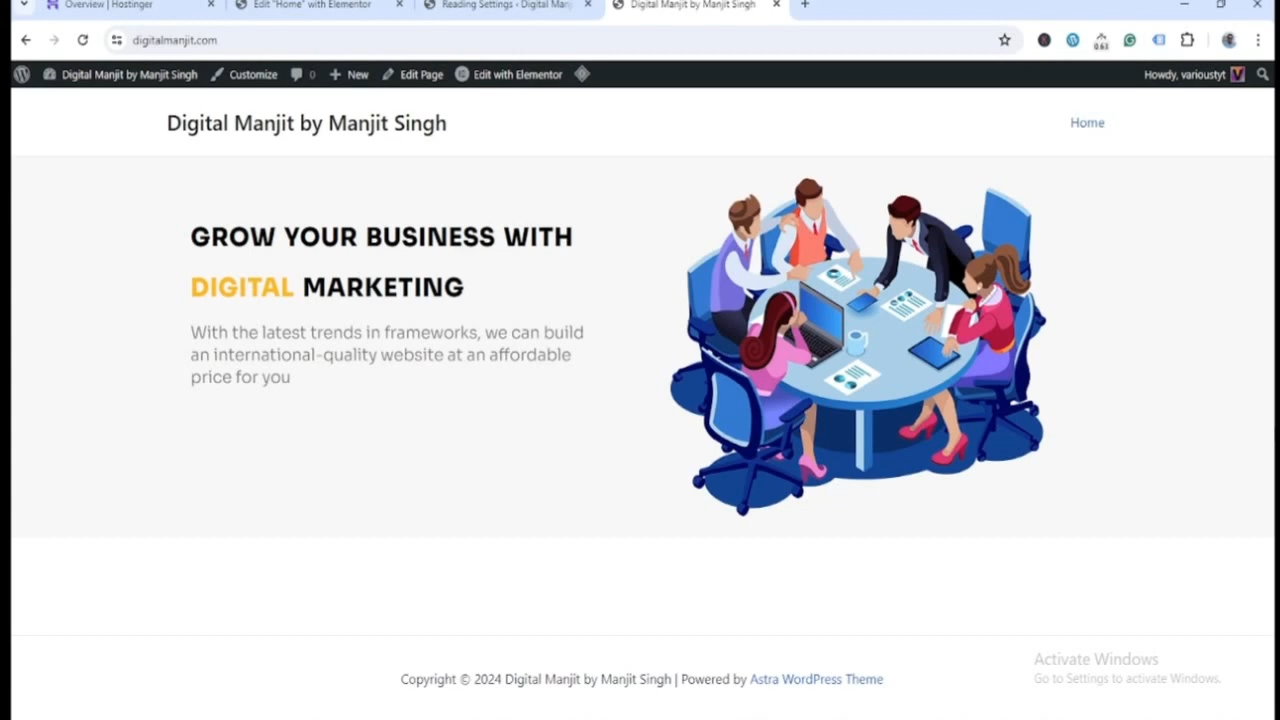 Overview | Hostinger
Edit "Home" with Elementor
Reading Settings ‹ Digital Manj
Digital Manjit by Manjit Singh
digitalmanjit.com
0.63
Digital Manjit by Manjit Singh
Customize
0
New
Edit Page
Edit with Elementor
Howdy, varioustyt
Digital Manjit by Manjit Singh
Home
GROW YOUR BUSINESS WITH
DIGITAL MARKETING
With the latest trends in frameworks, we can build
an international-quality website at an affordable
price for you
Activate Windows
Go to Settings to activate Windows.
Copyright © 2024 Digital Manjit by Manjit Singh | Powered by Astra WordPress Theme